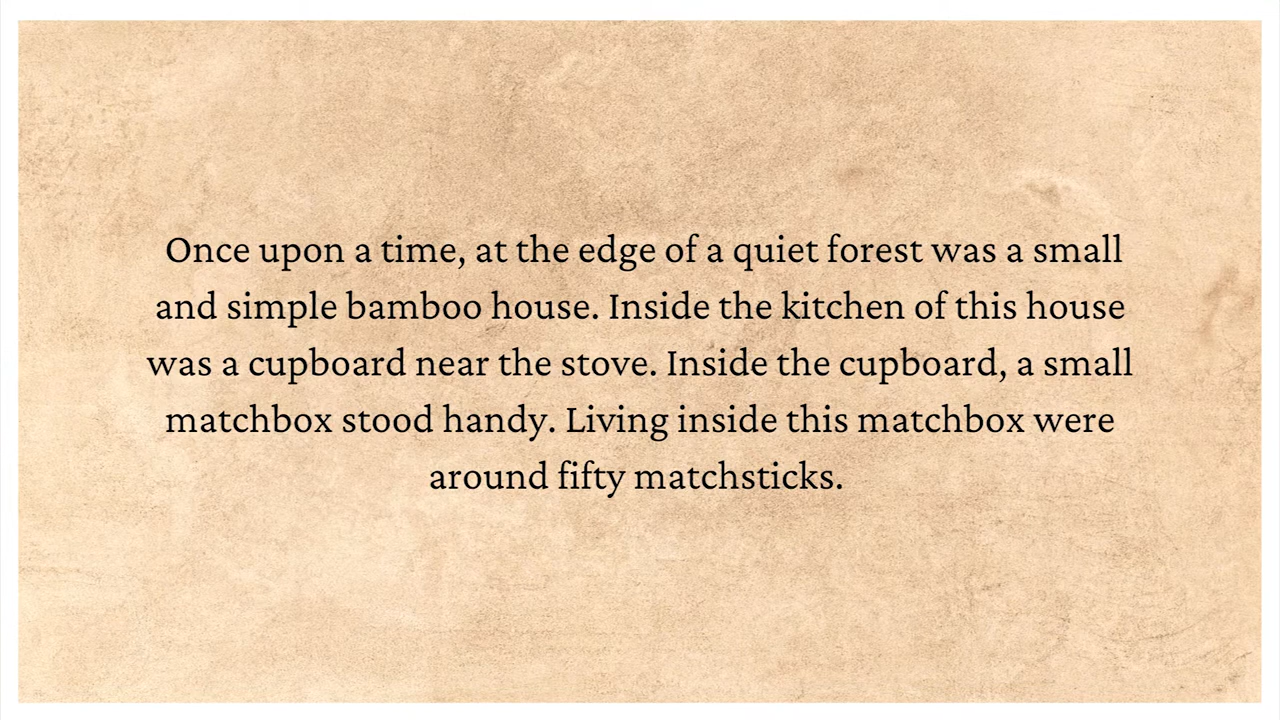 Once upon a time, at the edge of a quiet forest was a small
and simple bamboo house. Inside the kitchen of this house
was a cupboard near the stove. Inside the cupboard, a small
matchbox stood handy. Living inside this matchbox were
around fifty matchsticks.